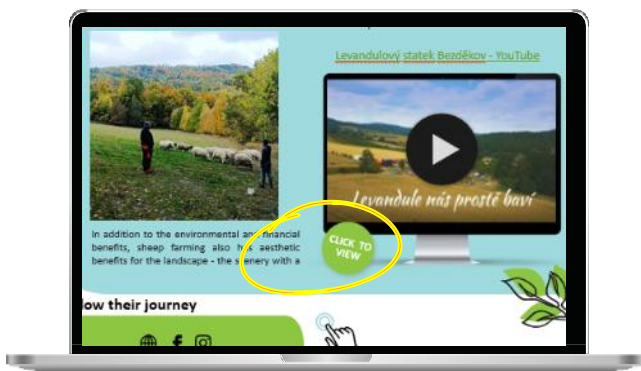 Levandulový statek Bezděkov - YouTube
Levandule nás prostě baví
In addition to the environmental and financial
benefits, sheep farming also has aesthetic
benefits for the landscape - the scenery with a
CLICK TO
VIEW
ow their journey